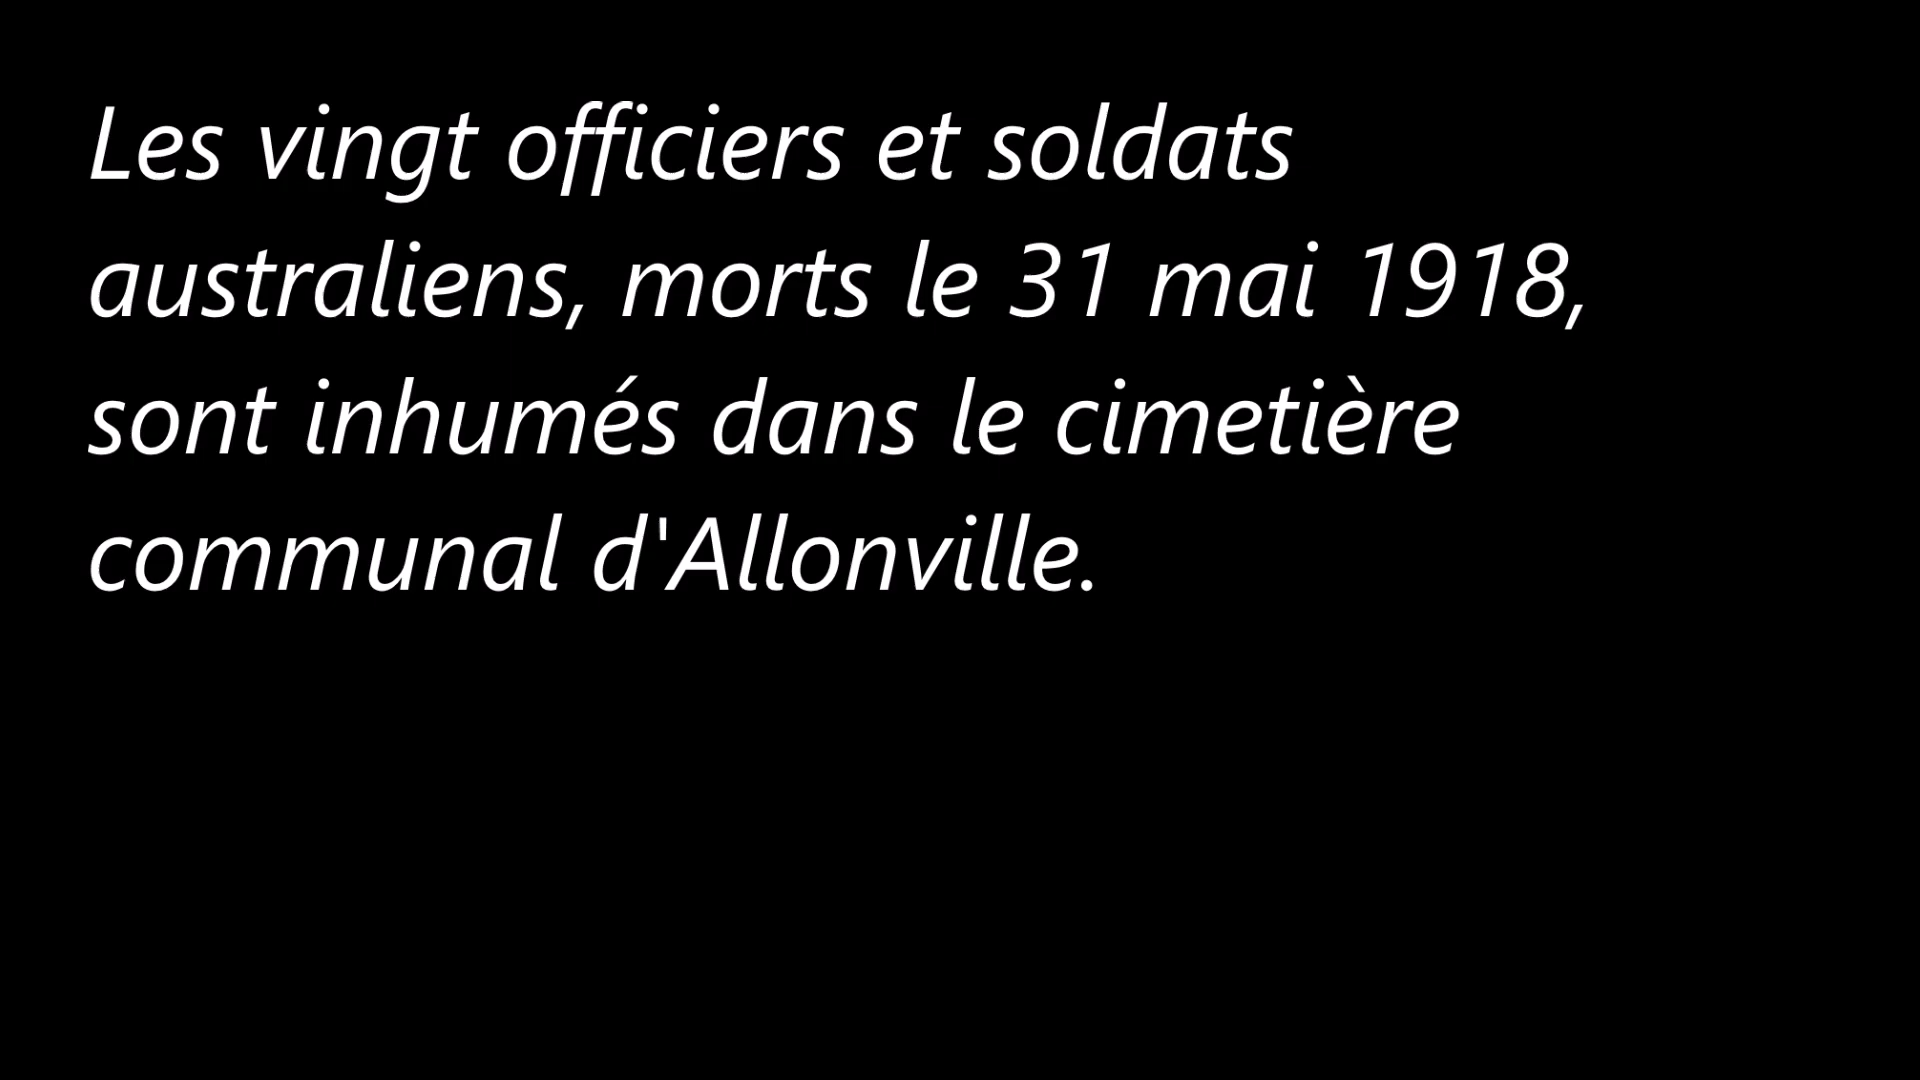 Les vingt officiers et soldats
australiens, morts le 31 mai 1918,
sont inhumés dans le cimetière
communal d'Allonville.